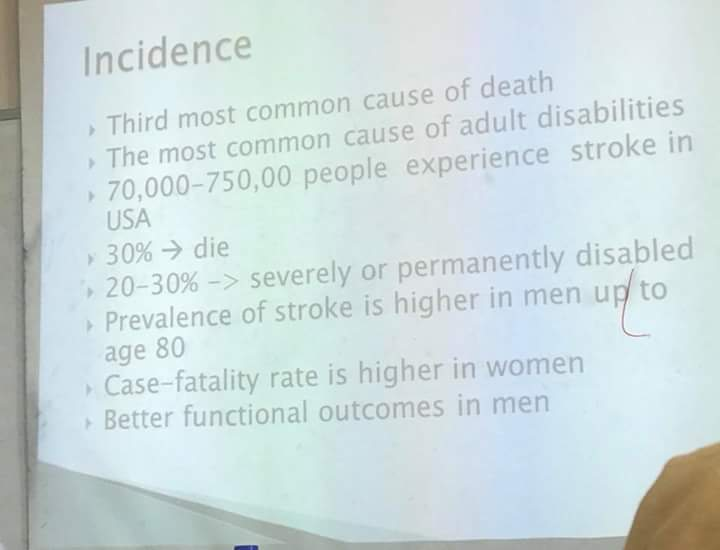 Incidence
Third most common cause of death
The most common cause of adult disabilities
70,000-750,00 people experience stroke in
USA
30% → die
20-30% -> severely or permanently disabled
Prevalence of stroke is higher in men up to
age 80
Case-fatality rate is higher in women
Better functional outcomes in men